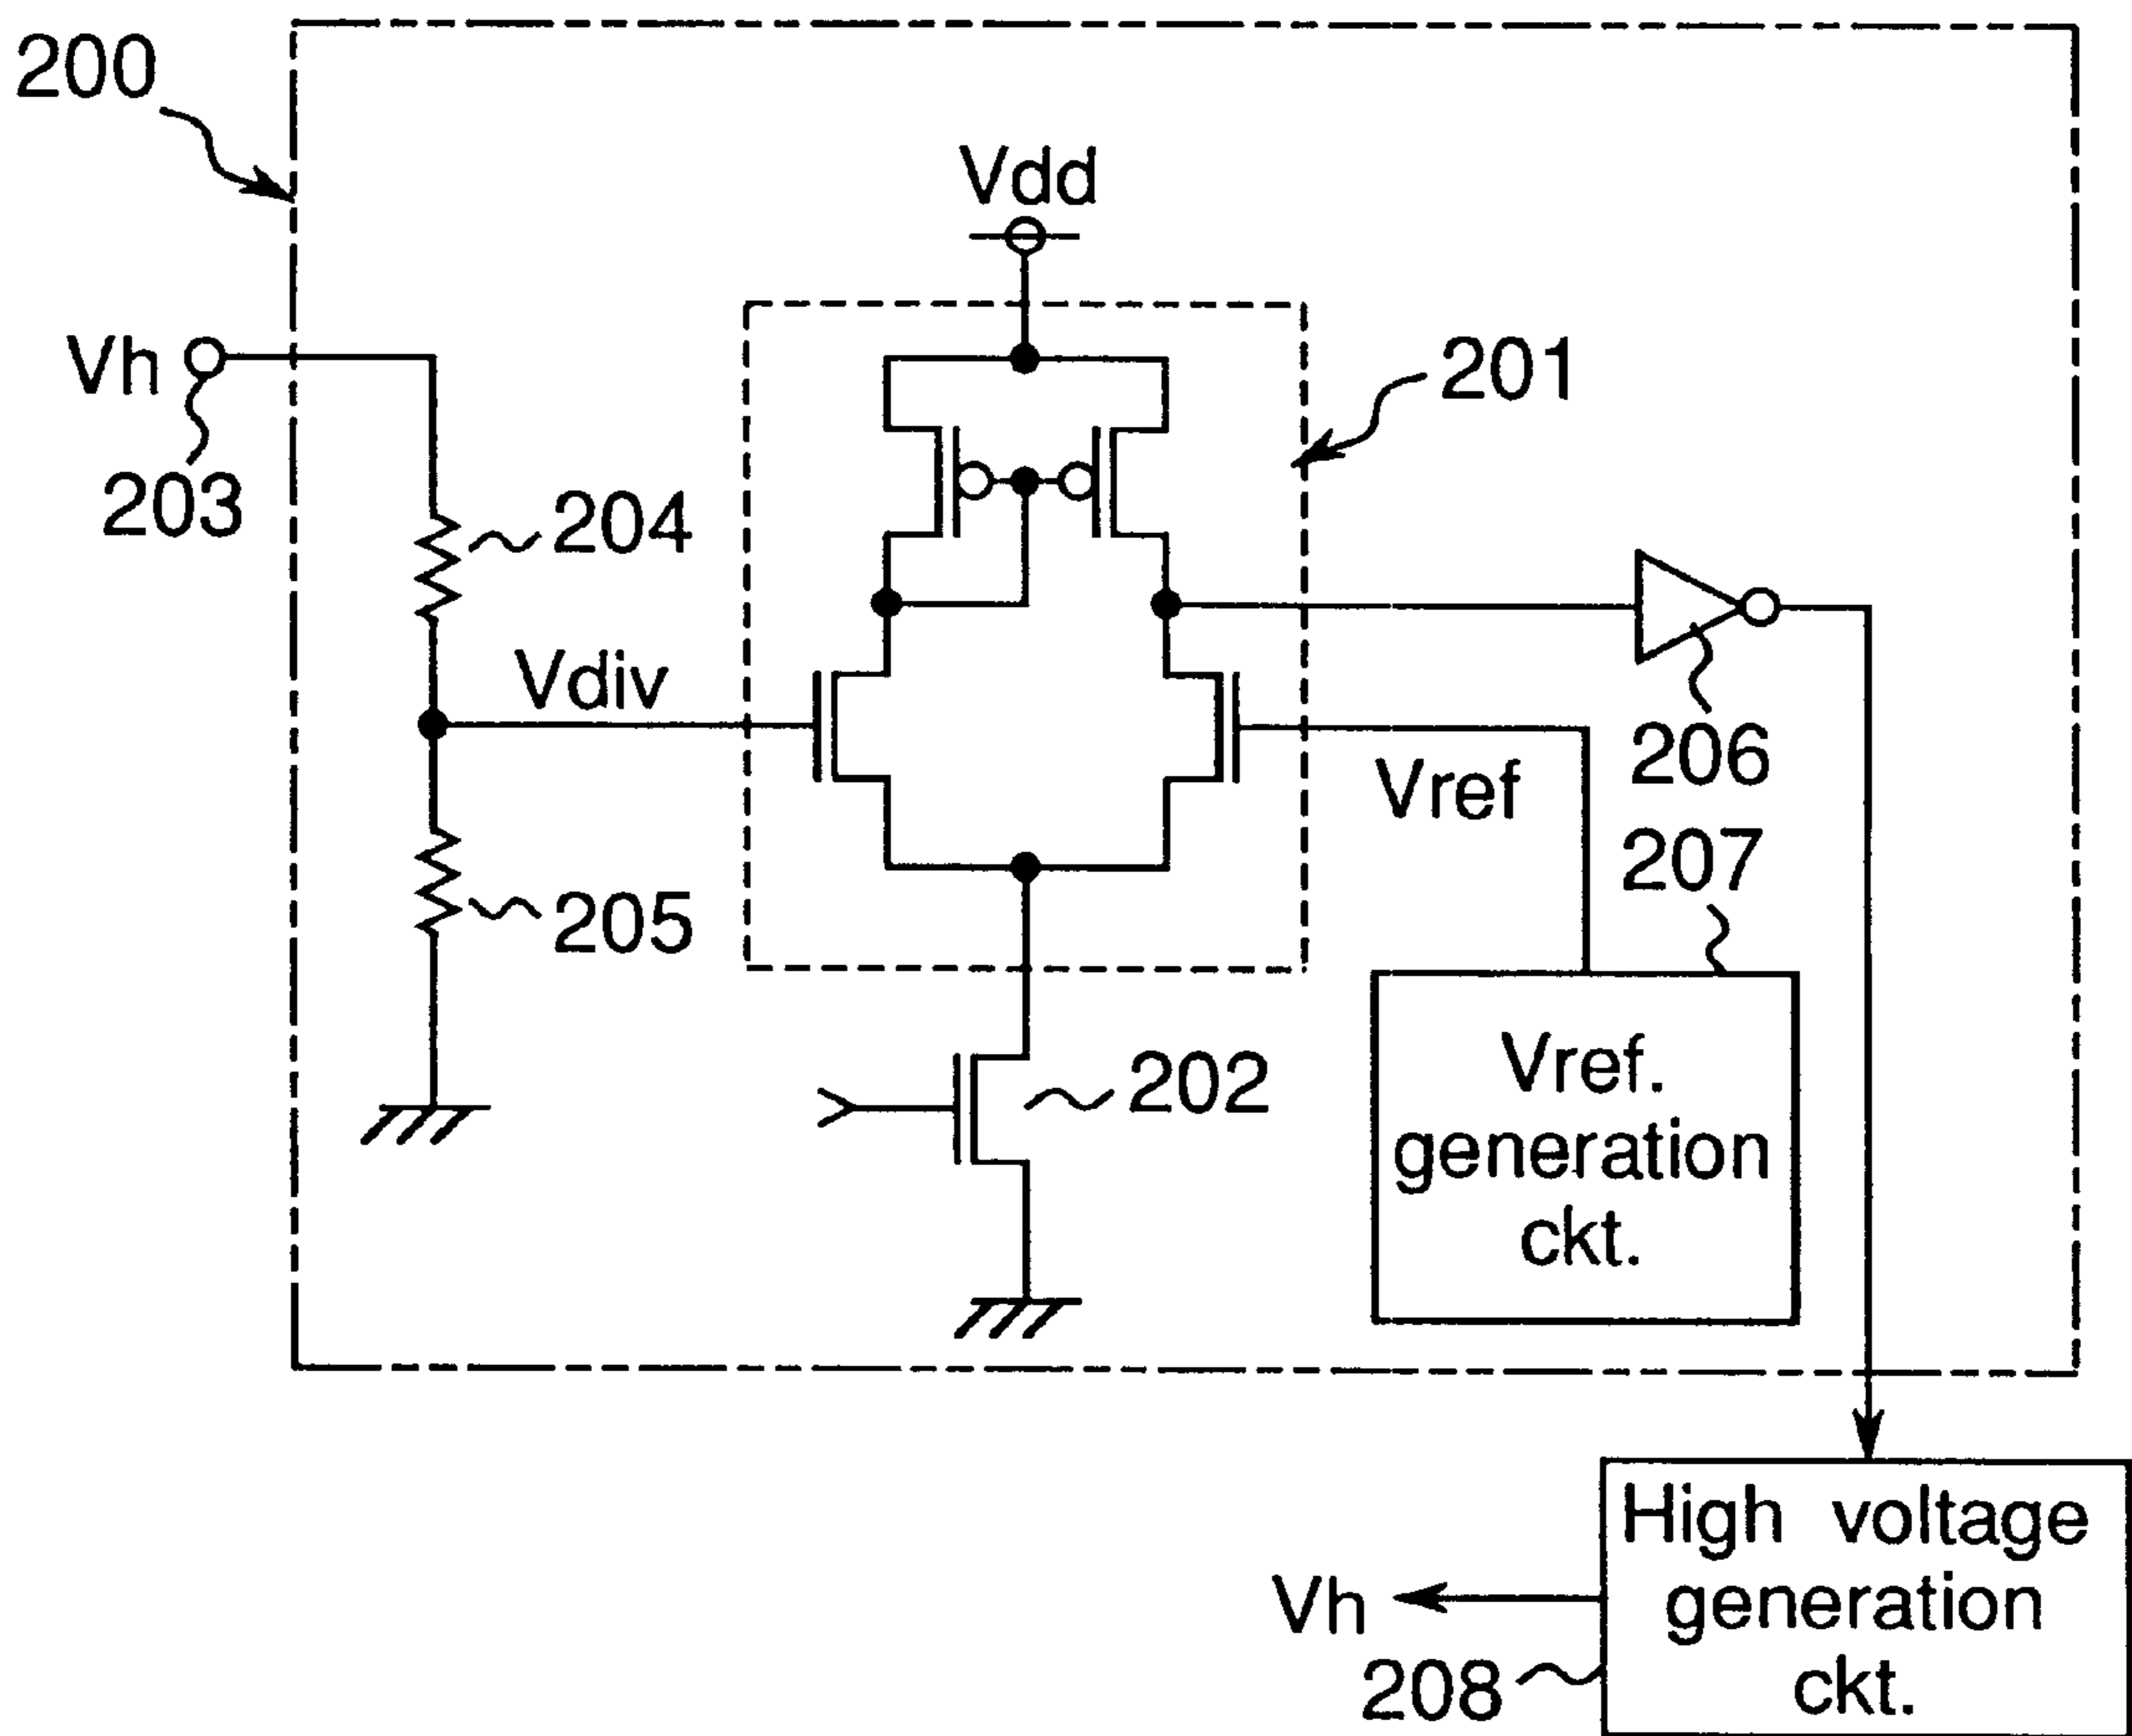 200
Vdd
Vh
203
201
204
Vdiv
206
Vref
207
205
202
Vref.
generation
ckt.
High voltage
generation
ckt.
Vh
208